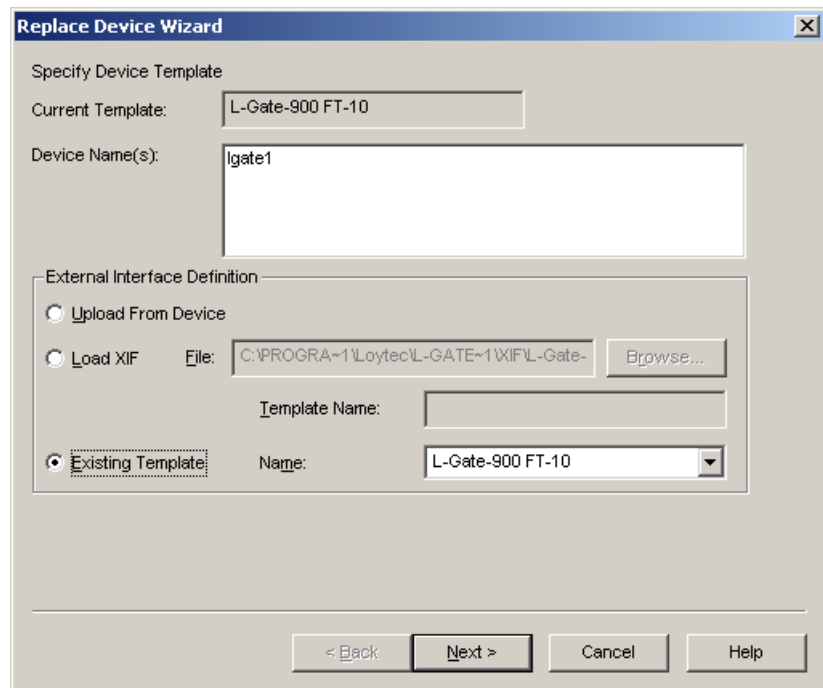 Replace Device Wizard
Specify Device Template
Current Template: L-Gate-900 FT-10
Device Name(s): lgate1
External Interface Definition
Upload From Device
Load XIF File: C:\PROGRA~1\Loytec\L-GATE~1\XIF\L-Gate- Browse...
Template Name:
Existing Template Name: L-Gate-900 FT-10
< Back Next > Cancel Help